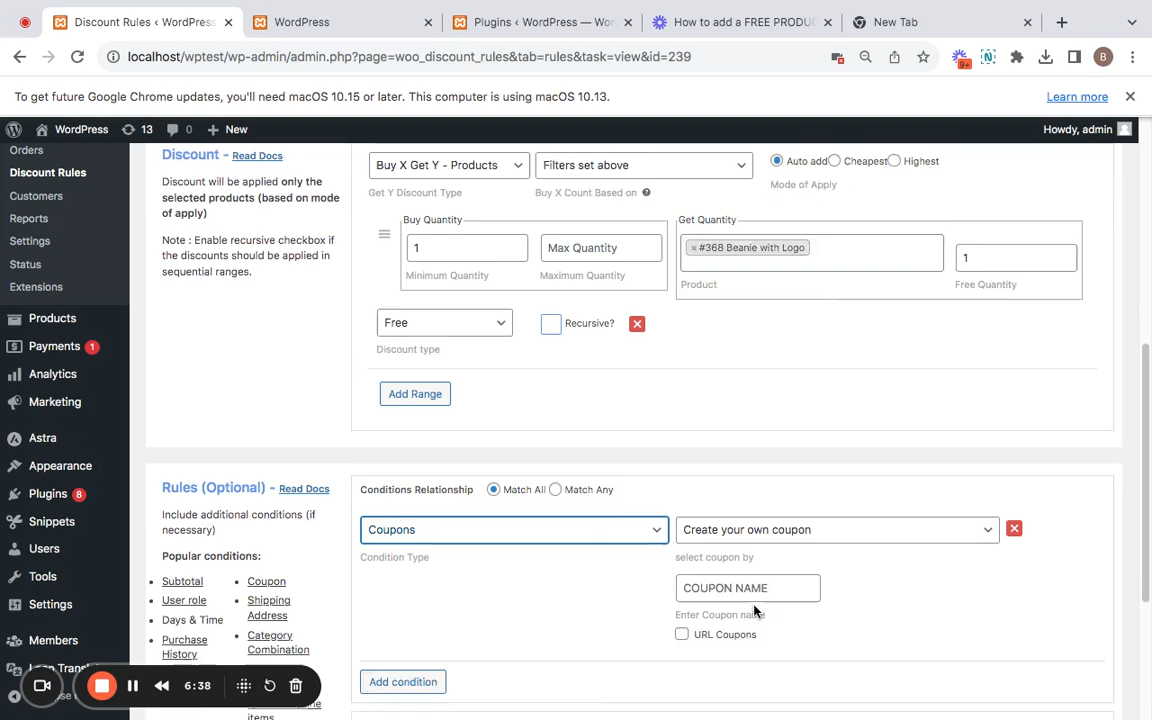 Discount Rules ‹ WordPress
WordPress
Plugins ‹ WordPress — Wor
How to add a FREE PRODUC
New Tab
localhost/wptest/wp-admin/admin.php?page=woo_discount_rules&tab=rules&task=view&id=239
9+
B
To get future Google Chrome updates, you'll need macOS 10.15 or later. This computer is using macOS 10.13.
Learn more
WordPress
13
0
New
Howdy, admin
Orders
Discount Rules
Customers
Reports
Settings
Status
Extensions
Products
Payments 1
Analytics
Marketing
Astra
Appearance
Plugins 8
Snippets
Users
Tools
Settings
Members
Discount - Read Docs
Discount will be applied only the
selected products (based on mode
of apply)
Note : Enable recursive checkbox if
the discounts should be applied in
sequential ranges.
Buy X Get Y - Products
Filters set above
Auto add
Cheapest
Highest
Get Y Discount Type
Buy X Count Based on
Mode of Apply
Buy Quantity
1
Max Quantity
Minimum Quantity
Maximum Quantity
Get Quantity
× #368 Beanie with Logo
1
Product
Free Quantity
Free
Recursive?
Discount type
Add Range
Rules (Optional) - Read Docs
Include additional conditions (if
necessary)
Popular conditions:
Subtotal
User role
Days & Time
Purchase
History
Coupon
Shipping
Address
Category
Combination
items
Conditions Relationship
Match All
Match Any
Coupons
Create your own coupon
Condition Type
select coupon by
COUPON NAME
Enter Coupon name
URL Coupons
Add condition
6:38